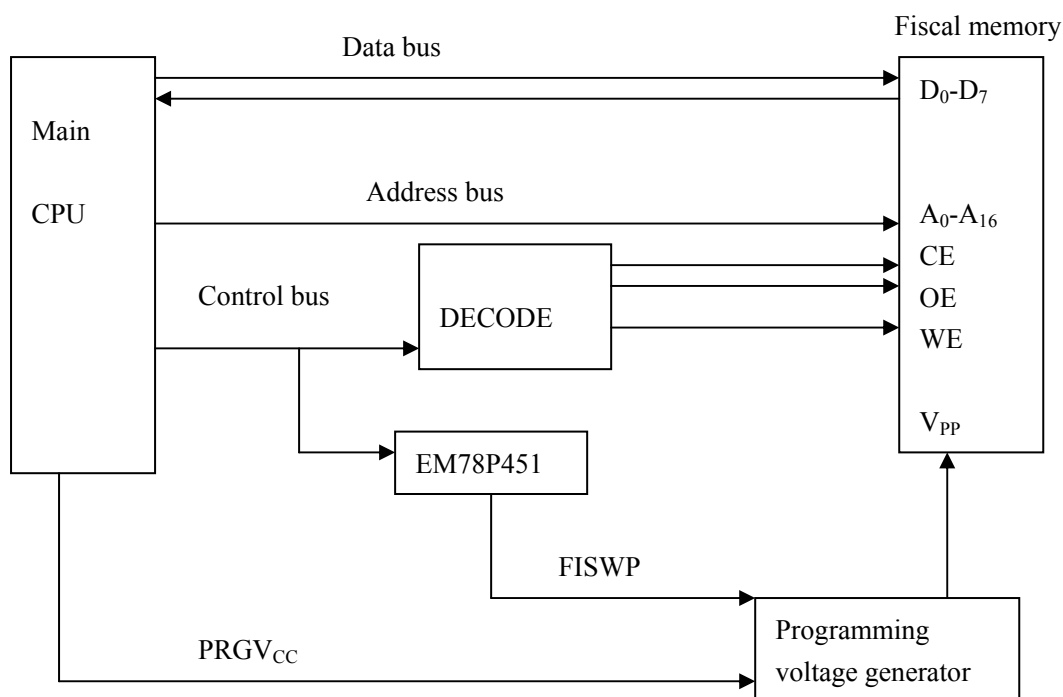 Fiscal memory
Data bus
D0-D7
Main
CPU
Address bus
A0-A16
CE
Control bus
DECODE
OE
WE
VPP
EM78P451
FISWP
Programming
voltage generator
PRGVCC